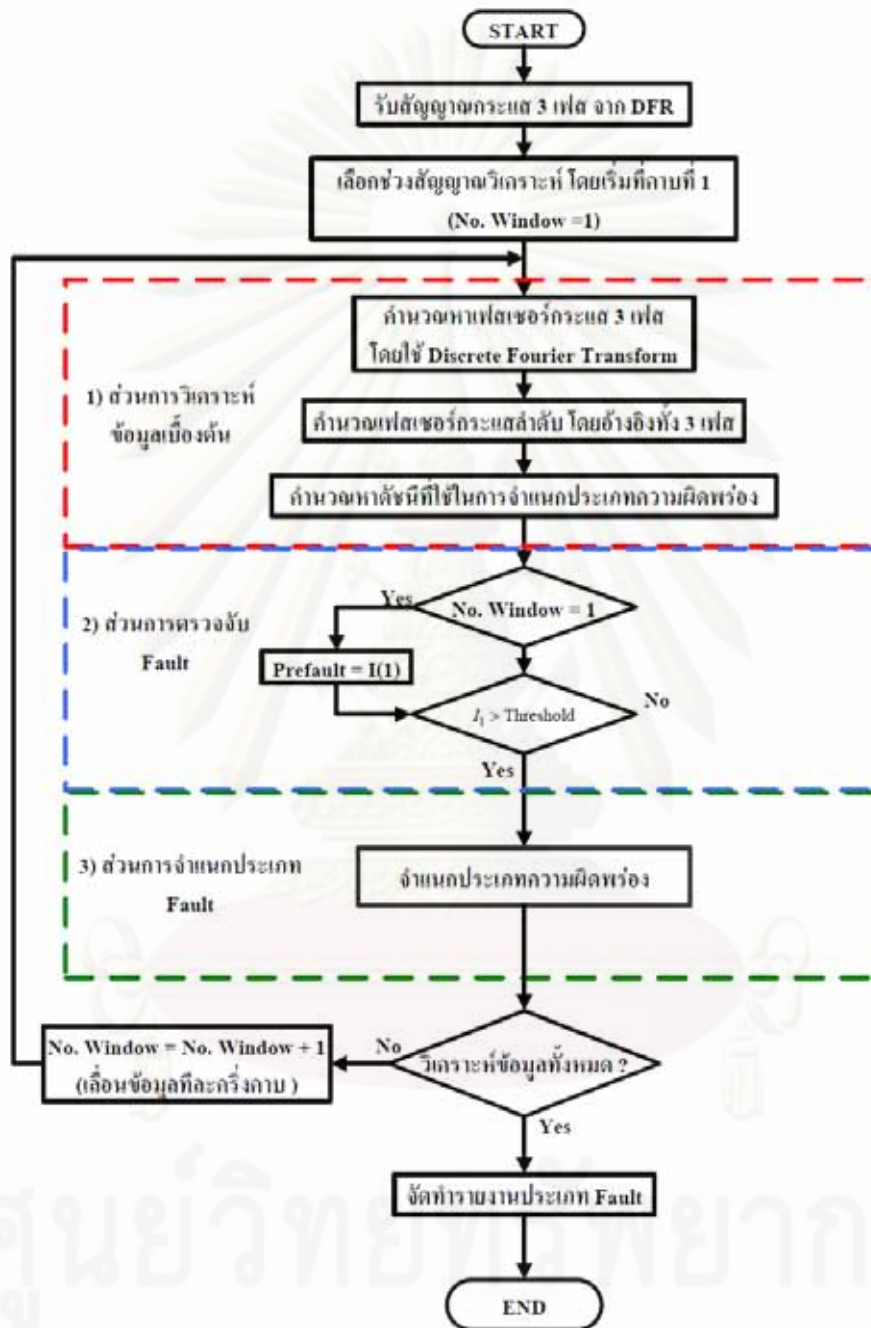 START
รับสัญญาณกระแส 3 เฟส จาก DFR
เลือกช่วงสัญญาณวิเคราะห์ โดยเริ่มที่คาบที่ 1
(No. Window =1)
คำนวณหาเฟสเซอร์กระแส 3 เฟส
โดยใช้ Discrete Fourier Transform
1) ส่วนการวิเคราะห์
ข้อมูลเบื้องต้น
คำนวณเฟสเซอร์กระแสลำดับ โดยอ้างอิงทั้ง 3 เฟส
คำนวณหาดัชนีที่ใช้ในการจำแนกประเภทความผิดพร่อง
Yes
No. Window = 1
2) ส่วนการตรวจจับ
Fault
Prefault = I(1)
I₁ > Threshold
No
Yes
3) ส่วนการจำแนกประเภท
Fault
จำแนกประเภทความผิดพร่อง
No. Window = No. Window + 1
(เลื่อนข้อมูลทีละครึ่งคาบ )
No
วิเคราะห์ข้อมูลทั้งหมด ?
Yes
จัดทำรายงานประเภท Fault
END
ศูนย์วิทยทรัพยาก